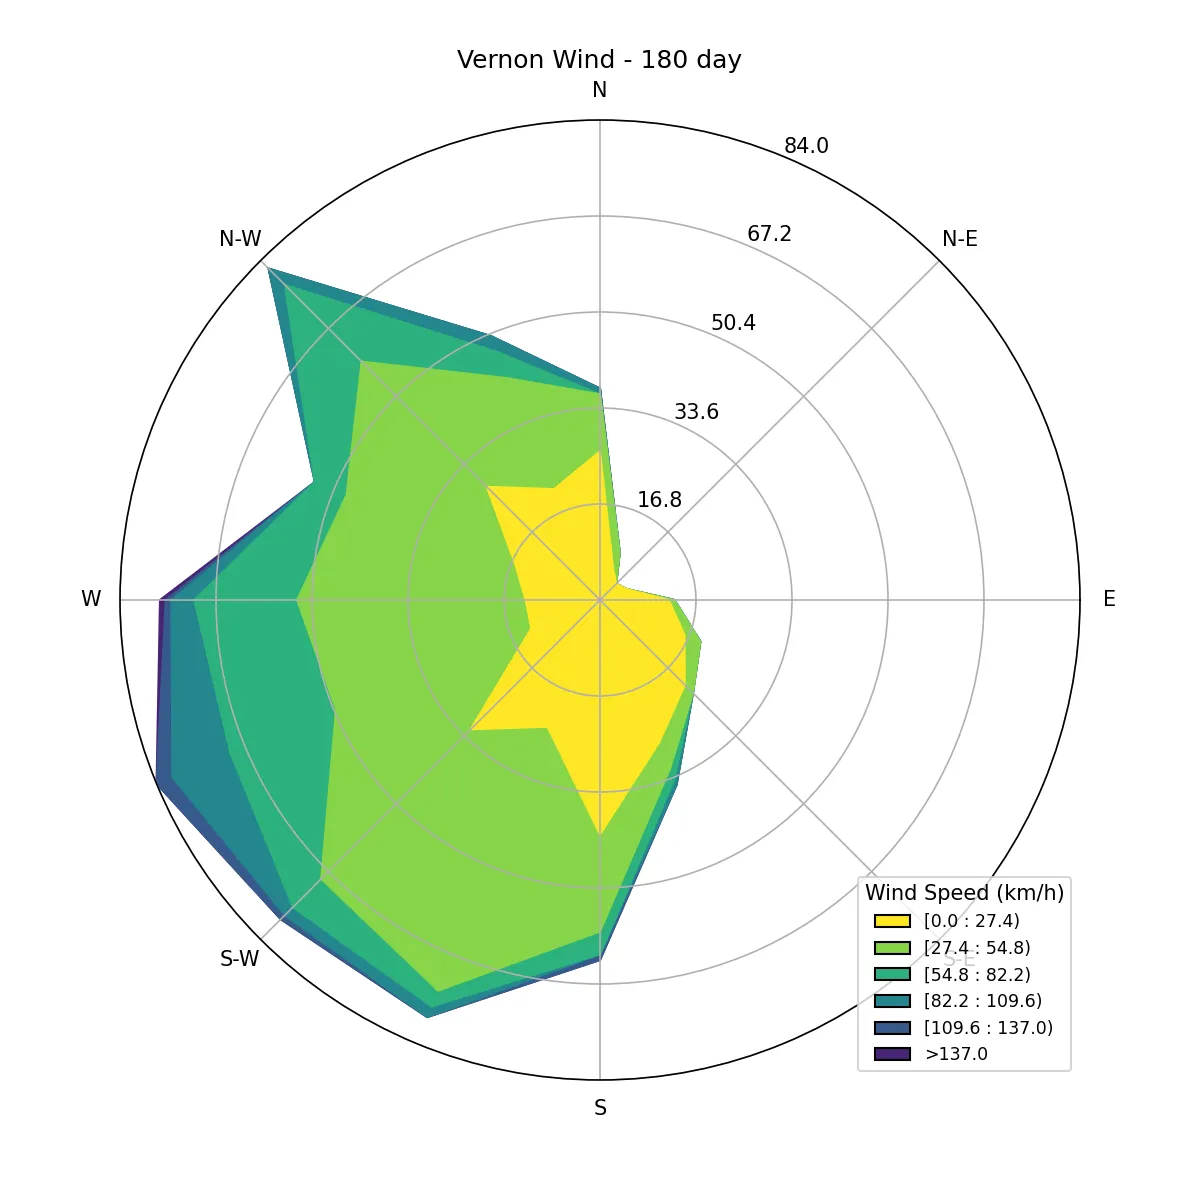 Vernon Wind - 180 day
N
84.0
67.2
N-W
N-E
50.4
33.6
16.8
W
E
Wind Speed (km/h)
[0.0 : 27.4)
[27.4 : 54.8)
S-W
S-E
[54.8 : 82.2)
[82.2 : 109.6)
[109.6 : 137.0)
>137.0
S